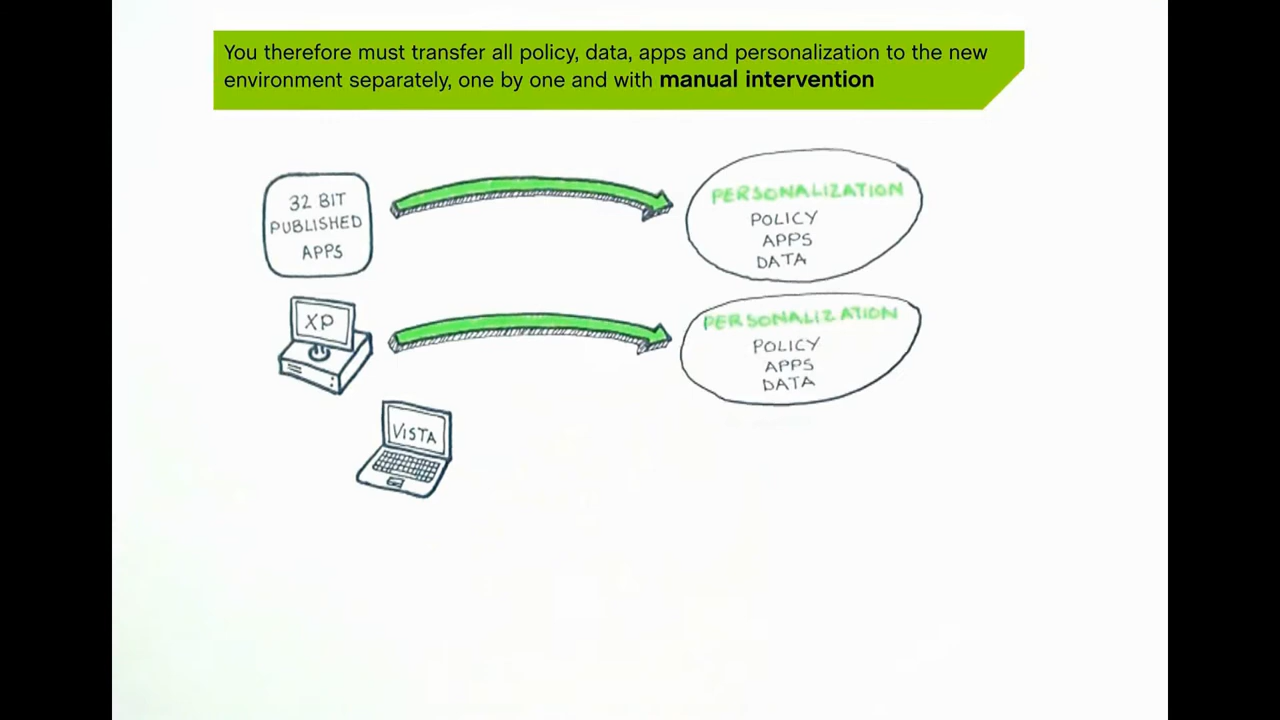 You therefore must transfer all policy, data, apps and personalization to the new
environment separately, one by one and with manual intervention
32 BIT
PUBLISHED
APPS
PERSONALIZATION
POLICY
APPS
DATA
XP
PERSONALIZATION
POLICY
APPS
DATA
VISTA